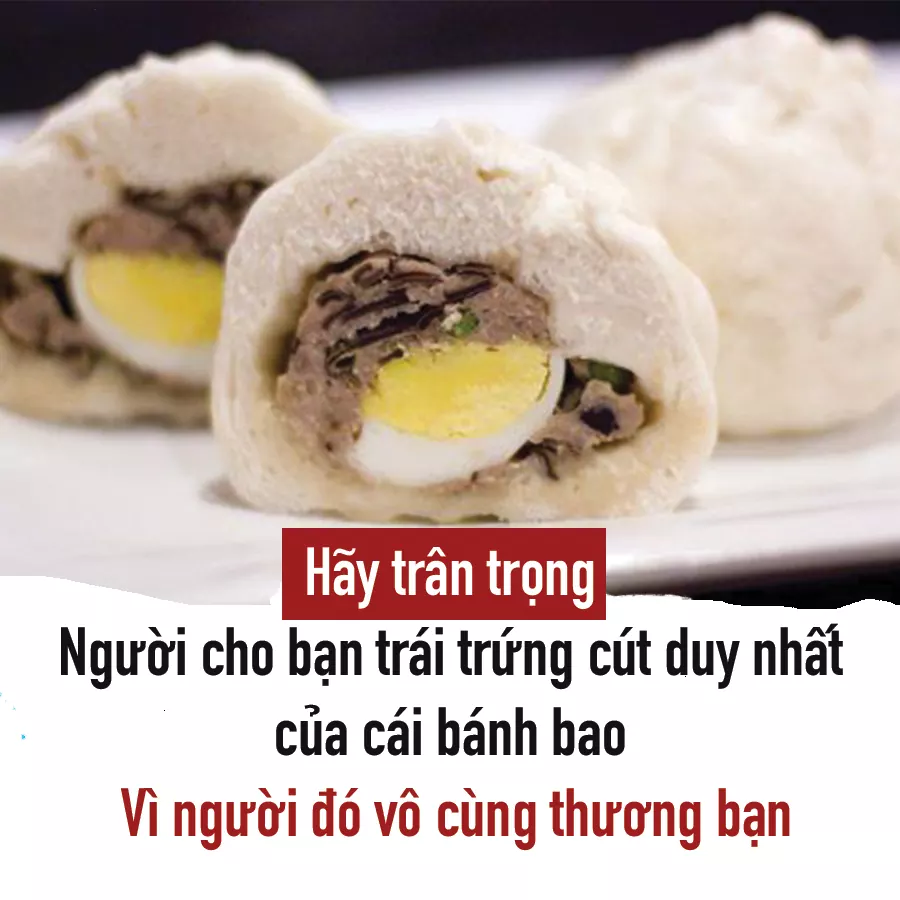 Hãy trân trọng
Người cho bạn trái trứng cút duy nhất
của cái bánh bao
Vì người đó vô cùng thương bạn